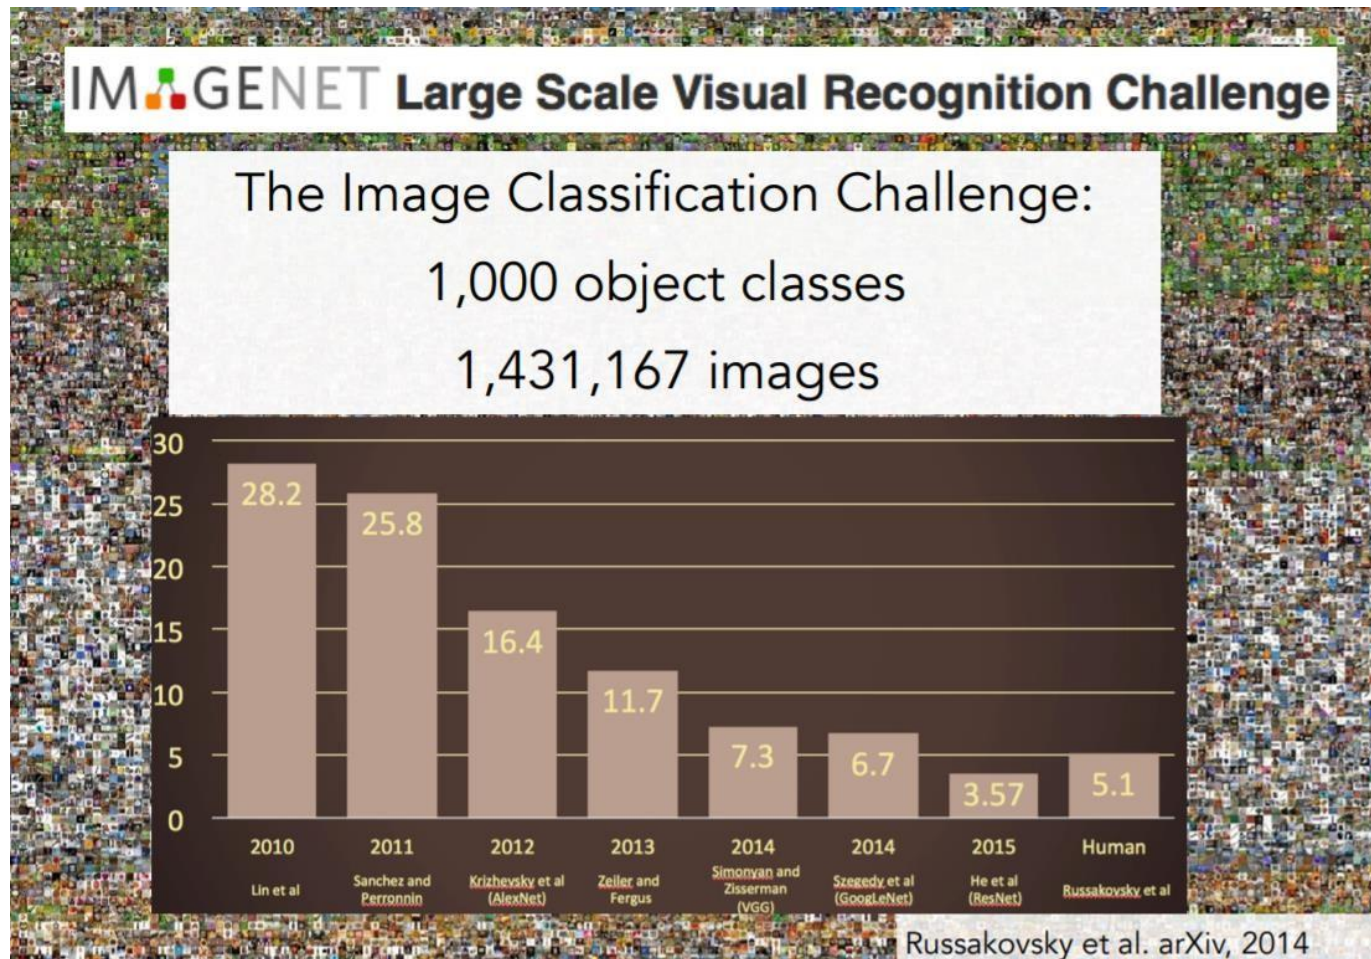 IMAGENET Large Scale Visual Recognition Challenge
The Image Classification Challenge:
1,000 object classes
1,431,167 images
30
25
20
15
10
5
0
28.2
25.8
16.4
11.7
7.3
6.7
3.57
5.1
2010
Lin et al
2011
Sanchez and
Perronnin
2012
Krizhevsky et al
(AlexNet)
2013
Zeiler and
Fergus
2014
Simonyan and
Zisserman
(VGG)
2014
Szegedy et al
(GoogLeNet)
2015
He et al
(ResNet)
Human
Russakovsky et al
Russakovsky et al. arXiv, 2014